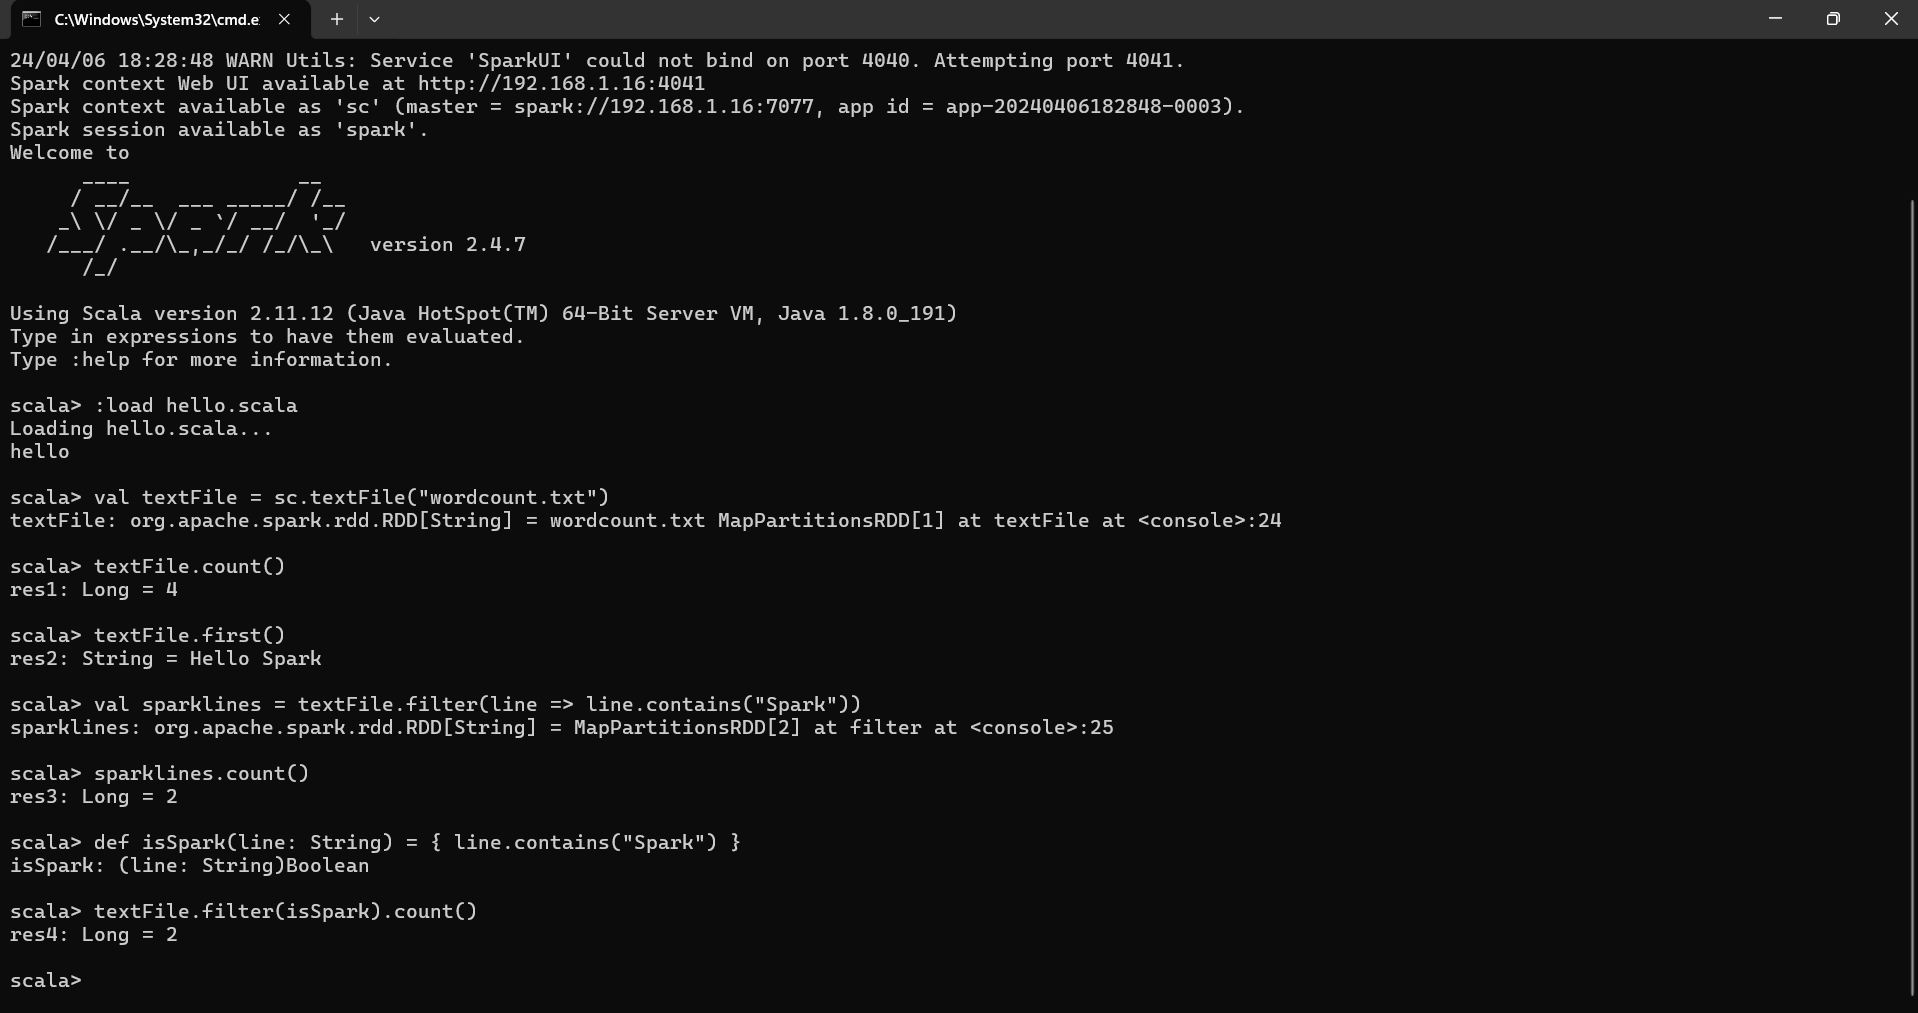 C:\Windows\System32\cmd.e
24/04/06 18:28:48 WARN Utils: Service 'SparkUI' could not bind on port 4040. Attempting port 4041.
Spark context Web UI available at http://192.168.1.16:4041
Spark context available as 'sc' (master = spark://192.168.1.16:7077, app id = app-20240406182848-0003).
Spark session available as 'spark'.
Welcome to
      ____              __
     / __/__  ___ _____/ /__
    _\ \/ _ \/ _ `/ __/  '_/
   /___/ .__/\_,_/_/ /_/\_\   version 2.4.7
      /_/
Using Scala version 2.11.12 (Java HotSpot(TM) 64-Bit Server VM, Java 1.8.0_191)
Type in expressions to have them evaluated.
Type :help for more information.
scala> :load hello.scala
Loading hello.scala...
hello
scala> val textFile = sc.textFile("wordcount.txt")
textFile: org.apache.spark.rdd.RDD[String] = wordcount.txt MapPartitionsRDD[1] at textFile at <console>:24
scala> textFile.count()
res1: Long = 4
scala> textFile.first()
res2: String = Hello Spark
scala> val sparklines = textFile.filter(line => line.contains("Spark"))
sparklines: org.apache.spark.rdd.RDD[String] = MapPartitionsRDD[2] at filter at <console>:25
scala> sparklines.count()
res3: Long = 2
scala> def isSpark(line: String) = { line.contains("Spark") }
isSpark: (line: String)Boolean
scala> textFile.filter(isSpark).count()
res4: Long = 2
scala>